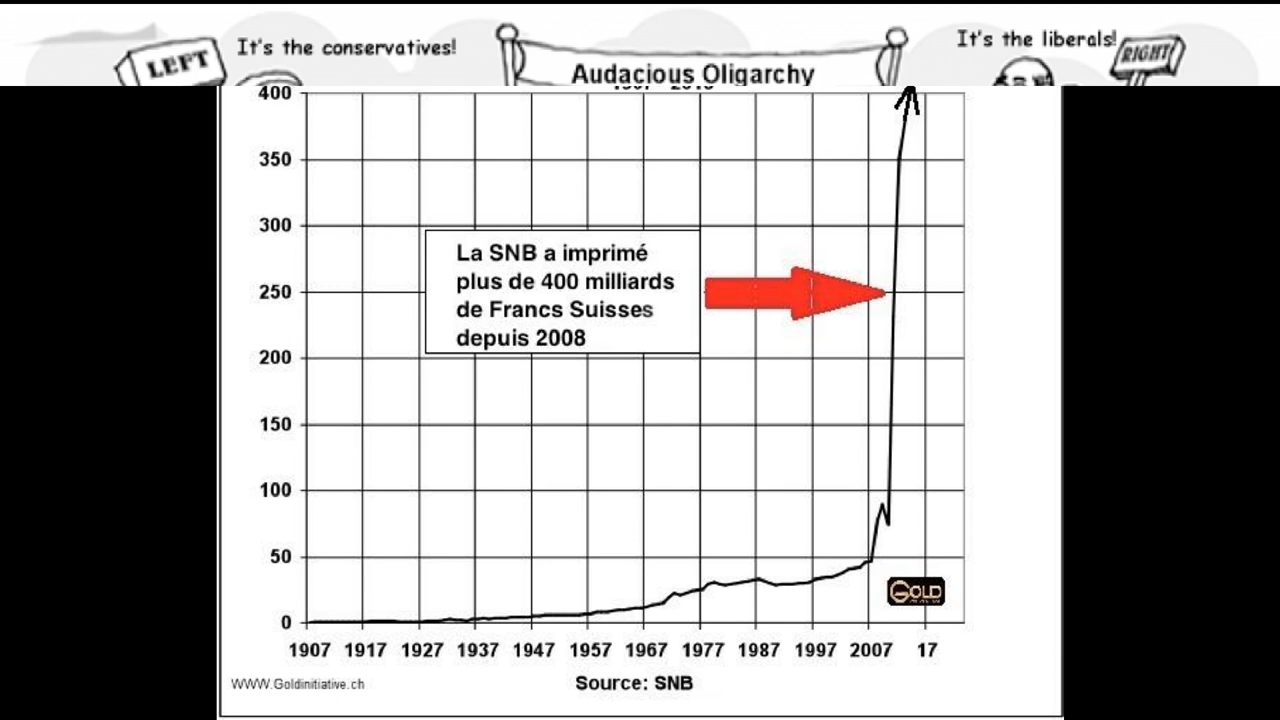 LEFT
It's the conservatives!
Audacious Oligarchy
It's the liberals!
RIGHT
400
350
300
250
200
150
100
50
0
La SNB a imprimé
plus de 400 milliards
de Francs Suisses
depuis 2008
GOLD
1907 1917 1927 1937 1947 1957 1967 1977 1987 1997 2007 17
WWW.Goldinitiative.ch
Source: SNB